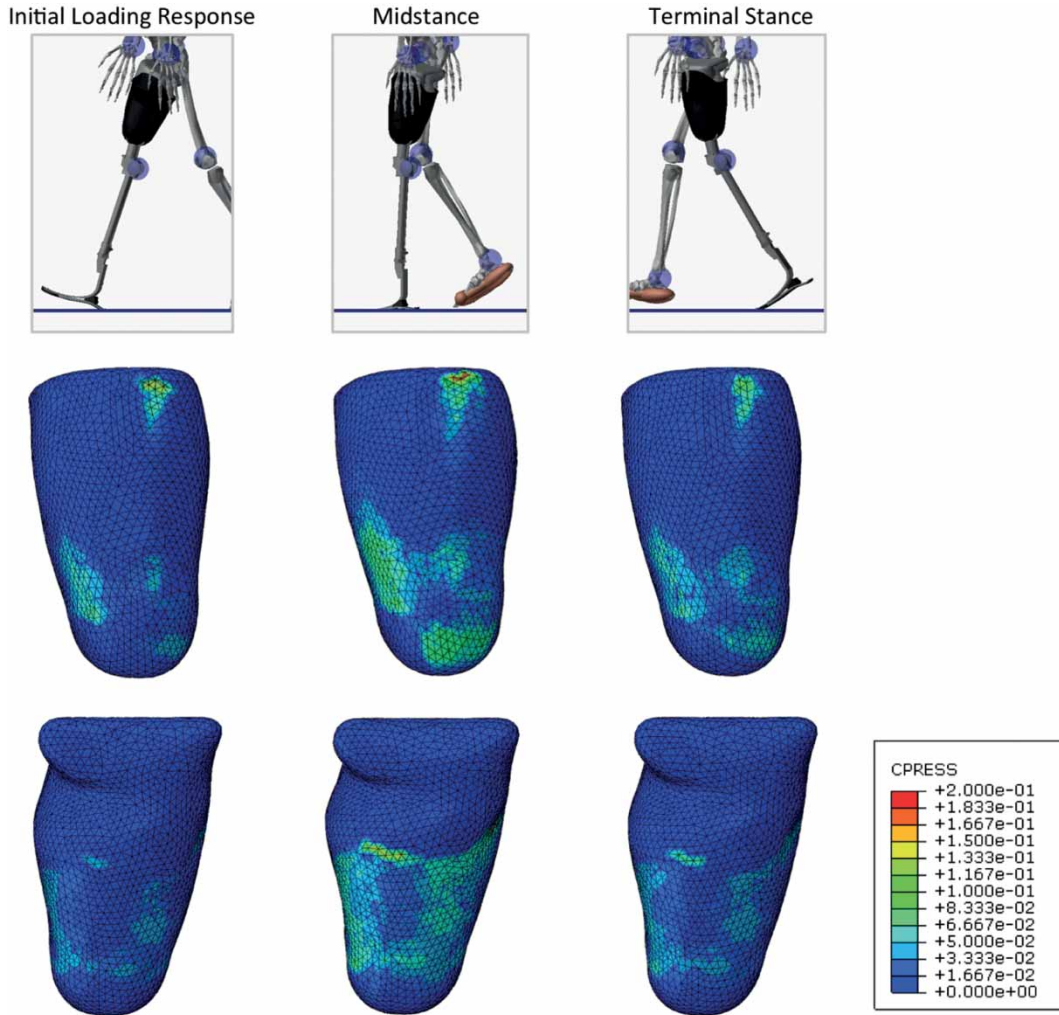 Initial Loading Response
Midstance
Terminal Stance
CPRESS
+2.000e-01
+1.833e-01
+1.667e-01
+1.500e-01
+1.333e-01
+1.167e-01
+1.000e-01
+8.333e-02
+6.667e-02
+5.000e-02
+3.333e-02
+1.667e-02
+0.000e+00